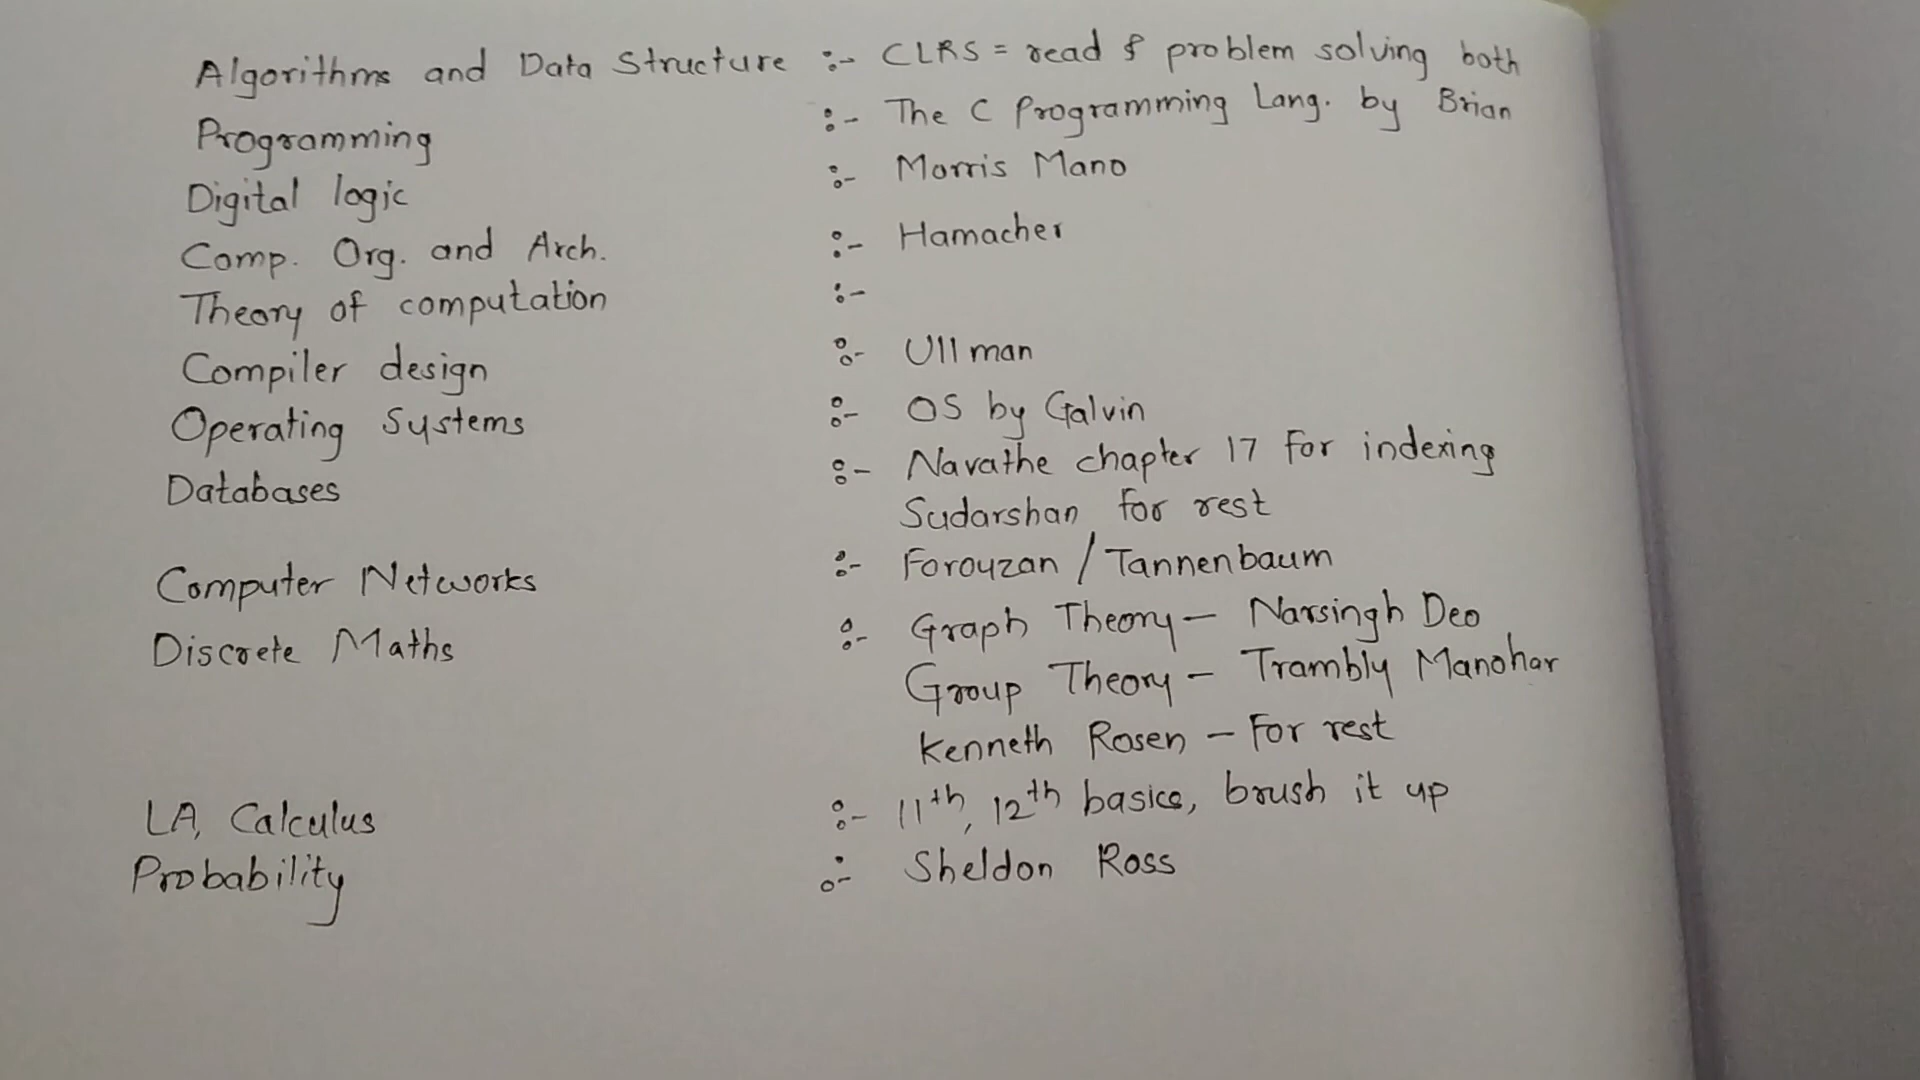 Algorithms and Data Structure :- CLRS = read & problem solving both
Programming :- The C Programming Lang. by Brian
Digital logic :- Morris Mano
Comp. Org. and Arch. :- Hamacher
Theory of computation :-
Compiler design :- Ullman
Operating Systems :- OS by Galvin
Databases :- Navathe chapter 17 for indexing
Sudarshan for rest
Computer Networks :- Forouzan / Tannenbaum
Discrete Maths :- Graph Theory - Narsingh Deo
Group Theory - Trambly Manohar
Kenneth Rosen - For rest
LA, Calculus :- 11th, 12th basics, brush it up
Probability :- Sheldon Ross